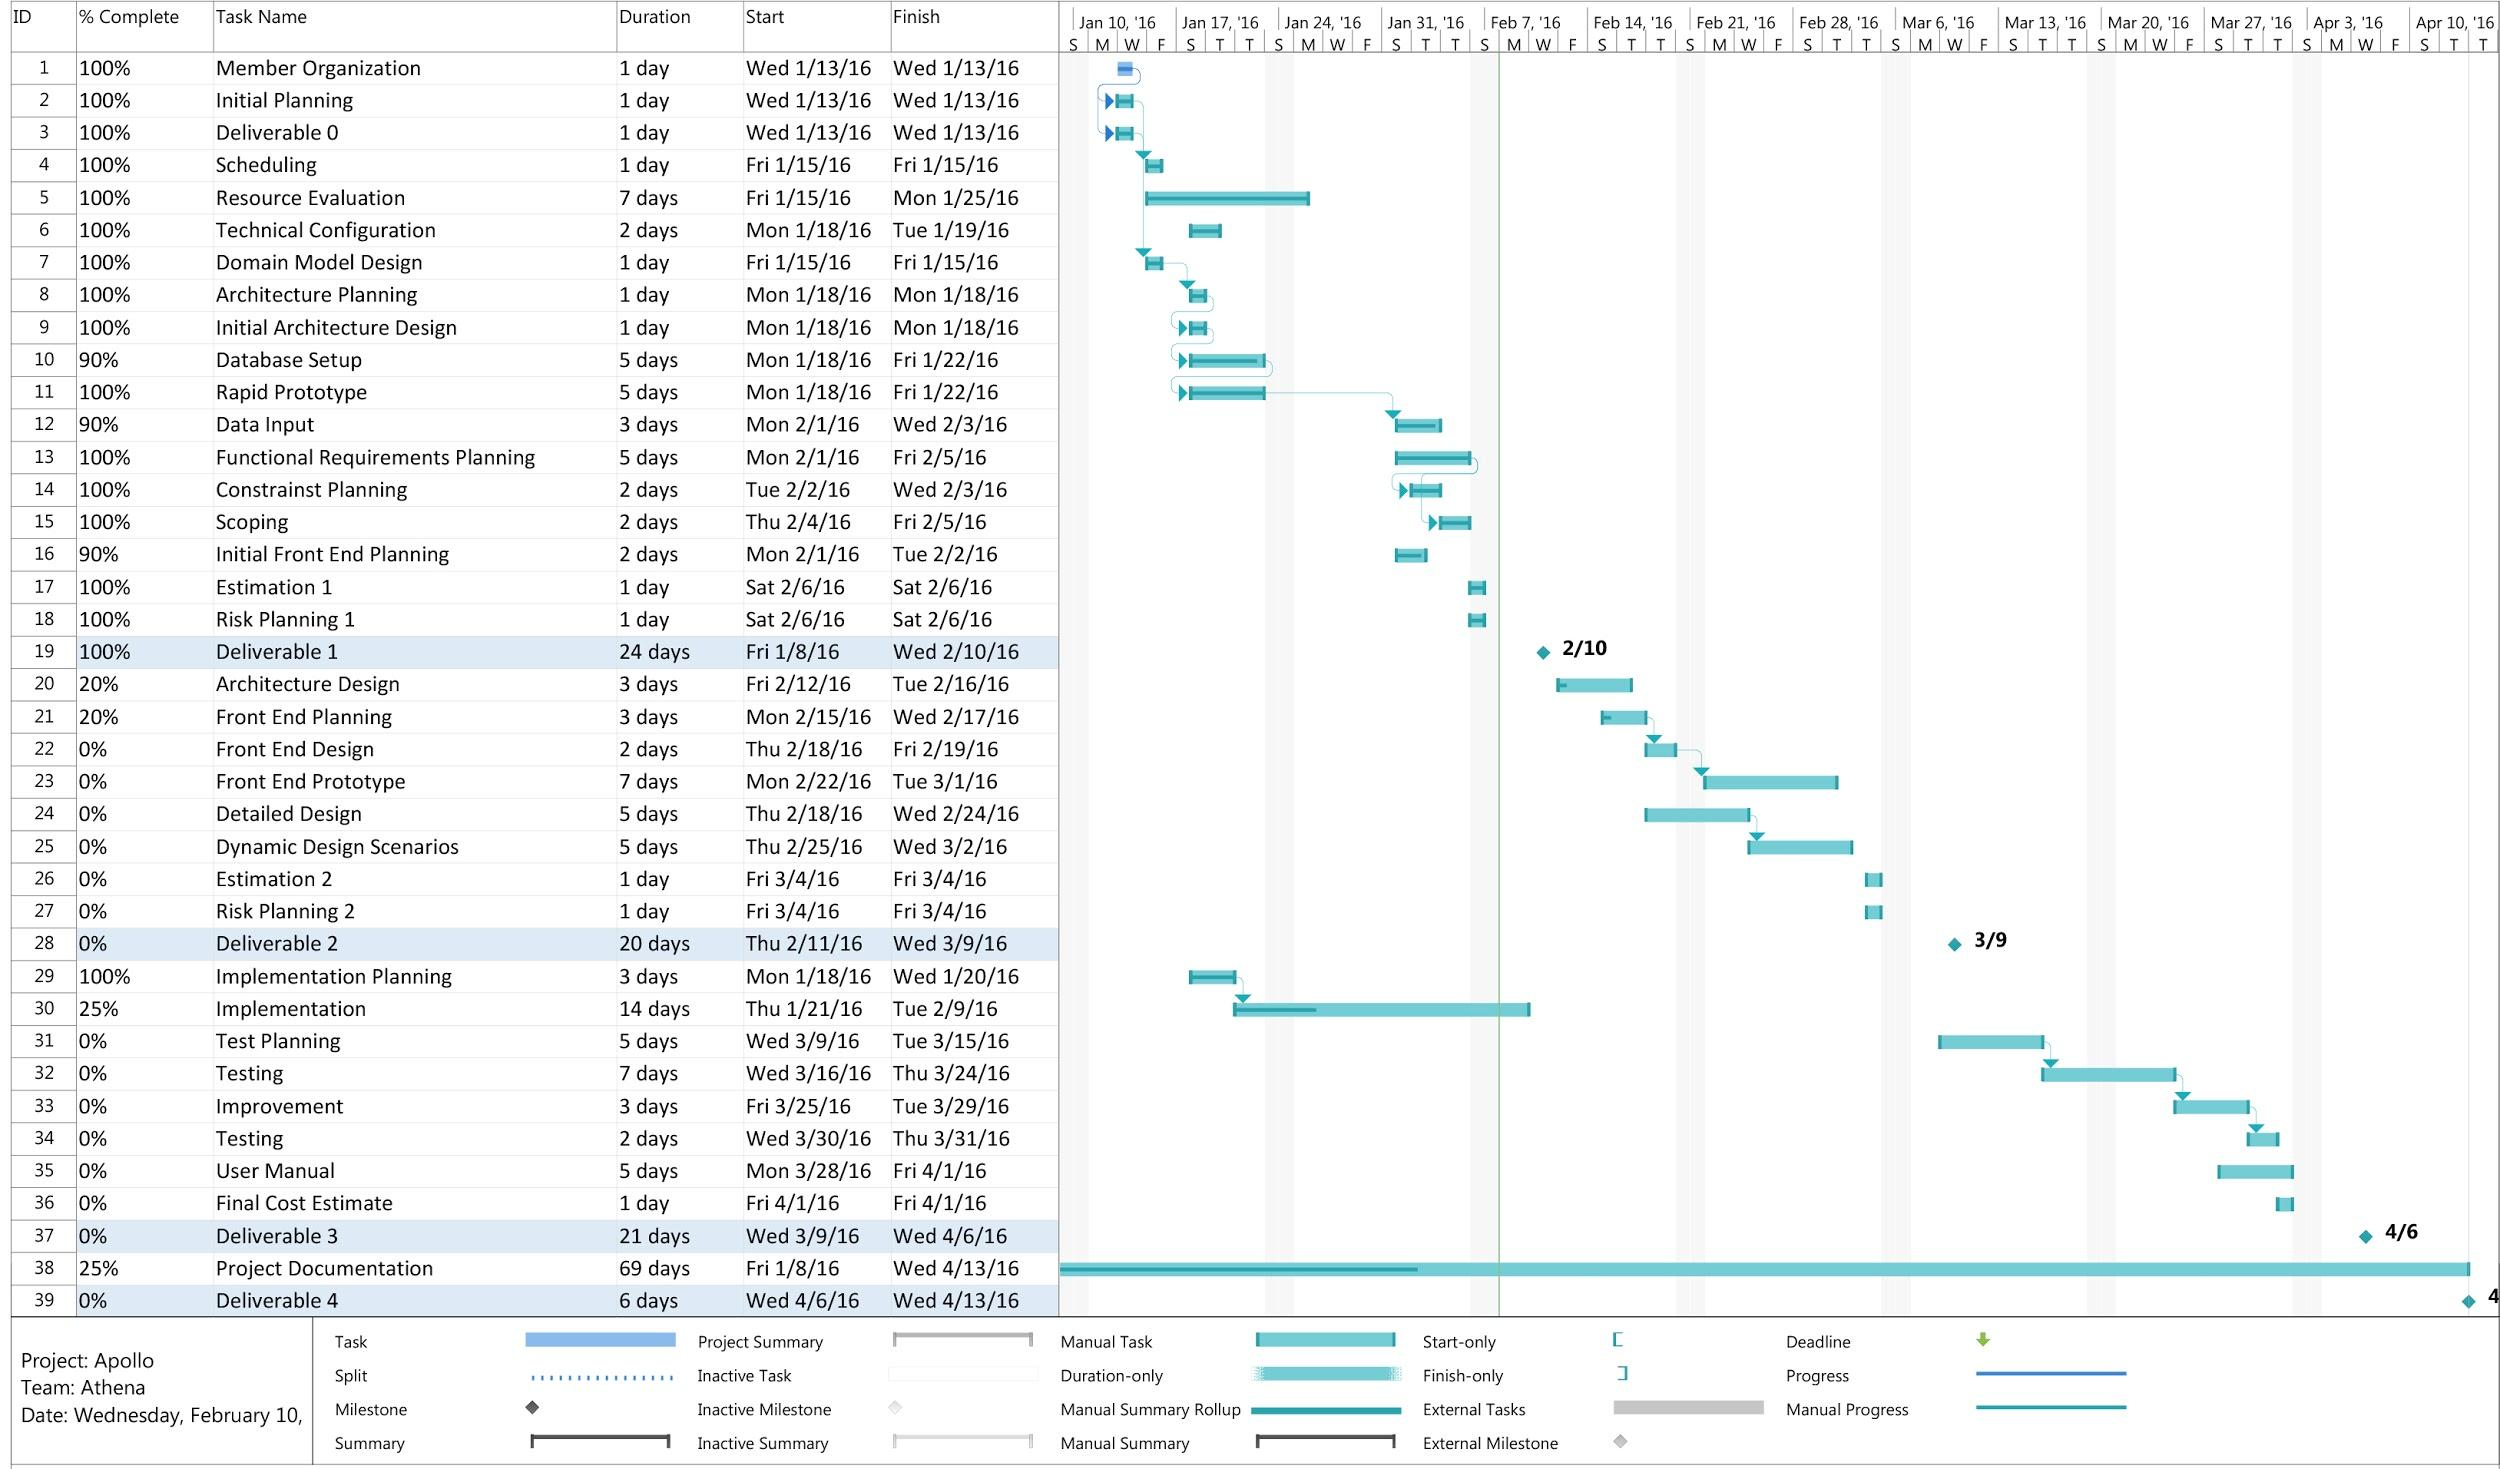 ID % Complete Task Name Duration Start Finish
Jan 10, '16 Jan 17, '16 Jan 24, '16 Jan 31, '16 Feb 7, '16 Feb 14, '16 Feb 21, '16 Feb 28, '16 Mar 6, '16 Mar 13, '16 Mar 20, '16 Mar 27, '16 Apr 3, '16 Apr 10, '16
S M W F S T T S M W F S T T S M W F S T T S M W F S T T S M W F S T T S M W F S T T
1 100% Member Organization 1 day Wed 1/13/16 Wed 1/13/16
2 100% Initial Planning 1 day Wed 1/13/16 Wed 1/13/16
3 100% Deliverable 0 1 day Wed 1/13/16 Wed 1/13/16
4 100% Scheduling 1 day Fri 1/15/16 Fri 1/15/16
5 100% Resource Evaluation 7 days Fri 1/15/16 Mon 1/25/16
6 100% Technical Configuration 2 days Mon 1/18/16 Tue 1/19/16
7 100% Domain Model Design 1 day Fri 1/15/16 Fri 1/15/16
8 100% Architecture Planning 1 day Mon 1/18/16 Mon 1/18/16
9 100% Initial Architecture Design 1 day Mon 1/18/16 Mon 1/18/16
10 90% Database Setup 5 days Mon 1/18/16 Fri 1/22/16
11 100% Rapid Prototype 5 days Mon 1/18/16 Fri 1/22/16
12 90% Data Input 3 days Mon 2/1/16 Wed 2/3/16
13 100% Functional Requirements Planning 5 days Mon 2/1/16 Fri 2/5/16
14 100% Constrainst Planning 2 days Tue 2/2/16 Wed 2/3/16
15 100% Scoping 2 days Thu 2/4/16 Fri 2/5/16
16 90% Initial Front End Planning 2 days Mon 2/1/16 Tue 2/2/16
17 100% Estimation 1 1 day Sat 2/6/16 Sat 2/6/16
18 100% Risk Planning 1 1 day Sat 2/6/16 Sat 2/6/16
19 100% Deliverable 1 24 days Fri 1/8/16 Wed 2/10/16 2/10
20 20% Architecture Design 3 days Fri 2/12/16 Tue 2/16/16
21 20% Front End Planning 3 days Mon 2/15/16 Wed 2/17/16
22 0% Front End Design 2 days Thu 2/18/16 Fri 2/19/16
23 0% Front End Prototype 7 days Mon 2/22/16 Tue 3/1/16
24 0% Detailed Design 5 days Thu 2/18/16 Wed 2/24/16
25 0% Dynamic Design Scenarios 5 days Thu 2/25/16 Wed 3/2/16
26 0% Estimation 2 1 day Fri 3/4/16 Fri 3/4/16
27 0% Risk Planning 2 1 day Fri 3/4/16 Fri 3/4/16
28 0% Deliverable 2 20 days Thu 2/11/16 Wed 3/9/16 3/9
29 100% Implementation Planning 3 days Mon 1/18/16 Wed 1/20/16
30 25% Implementation 14 days Thu 1/21/16 Tue 2/9/16
31 0% Test Planning 5 days Wed 3/9/16 Tue 3/15/16
32 0% Testing 7 days Wed 3/16/16 Thu 3/24/16
33 0% Improvement 3 days Fri 3/25/16 Tue 3/29/16
34 0% Testing 2 days Wed 3/30/16 Thu 3/31/16
35 0% User Manual 5 days Mon 3/28/16 Fri 4/1/16
36 0% Final Cost Estimate 1 day Fri 4/1/16 Fri 4/1/16
37 0% Deliverable 3 21 days Wed 3/9/16 Wed 4/6/16 4/6
38 25% Project Documentation 69 days Fri 1/8/16 Wed 4/13/16
39 0% Deliverable 4 6 days Wed 4/6/16 Wed 4/13/16 4
Project: Apollo
Team: Athena
Date: Wednesday, February 10,
Task Project Summary Manual Task Start-only Deadline
Split Inactive Task Duration-only Finish-only Progress
Milestone Inactive Milestone Manual Summary Rollup External Tasks Manual Progress
Summary Inactive Summary Manual Summary External Milestone